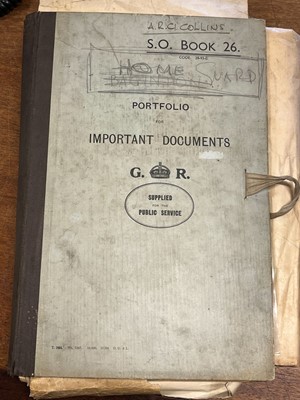 A.R.C. COLLINS
S.O. BOOK 26.
HOME GUARD
PORTFOLIO
FOR
IMPORTANT DOCUMENTS
G. R.
SUPPLIED
FOR THE
PUBLIC SERVICE